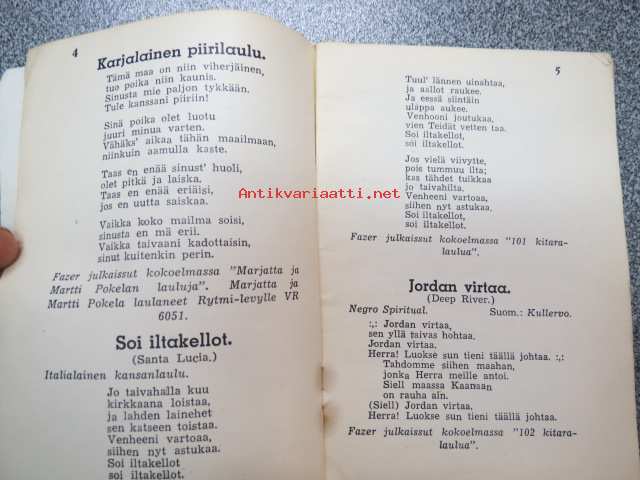 4
Karjalainen piirilaulu.
Tämä maa on niin viherjäinen,
tuo poika niin kaunis.
Sinusta mie paljon tykkään.
Tule kanssani piiriin!
Sinä poika olet luotu
juuri minua varten.
Vähäks' aikaa tähän maailmaan,
niinkuin aamulla kaste.
Taas en enää sinust' huoli,
olet pitkä ja laiska.
Taas en enää eriäisi,
jos en uutta saiskaa.
Vaikka koko mailma soisi,
sinusta en mä erii.
Vaikka taivaani kadottaisin,
sinut kuitenkin perin.
Fazer julkaissut kokoelmassa "Marjatta ja
Martti Pokelan lauluja". Marjatta ja
Martti Pokela laulaneet Rytmi-levylle VR
6051.
Soi iltakellot.
(Santa Lucia.)
Italialainen kansanlaulu.
Jo taivahalla kuu
kirkkaana loistaa,
ja lahden lainehet
sen katseen toistaa.
Venheeni vartoaa,
siihen nyt astukaa.
Soi iltakellot
soi iltakellot.
5
Tuul' lännen uinahtaa,
ja aallot raukee.
Ja eessä siintäin
ulappa aukee.
Venhooni joutukaa,
vien Teidät vetten taa.
Soi iltakellot,
soi iltakellot.
Jos vielä viivytte,
pois tummuu ilta;
kas tähdet tuikkaa
jo taivahilta.
Venheeni vartoaa,
siihen nyt astukaa.
Soi iltakellot,
soi iltakellot.
Fazer julkaissut kokoelmassa "101 kitara-
laulua".
Jordan virtaa.
(Deep River.)
Negro Spiritual. Suom.: Kullervo.
:,: Jordan virtaa,
sen yllä taivas hohtaa.
Jordan virtaa.
Herra! Luokse sun tieni täällä johtaa. :,:
Tahdomme siihen maahan,
jonka Herra meille antoi.
Siell maassa Kaanaan
on rauha ain.
(Siell) Jordan virtaa,
Herra! Luokse sun tieni täällä johtaa.
Fazer julkaissut kokoelmassa "102 kitara-
laulua".
Antikvariaatti.net